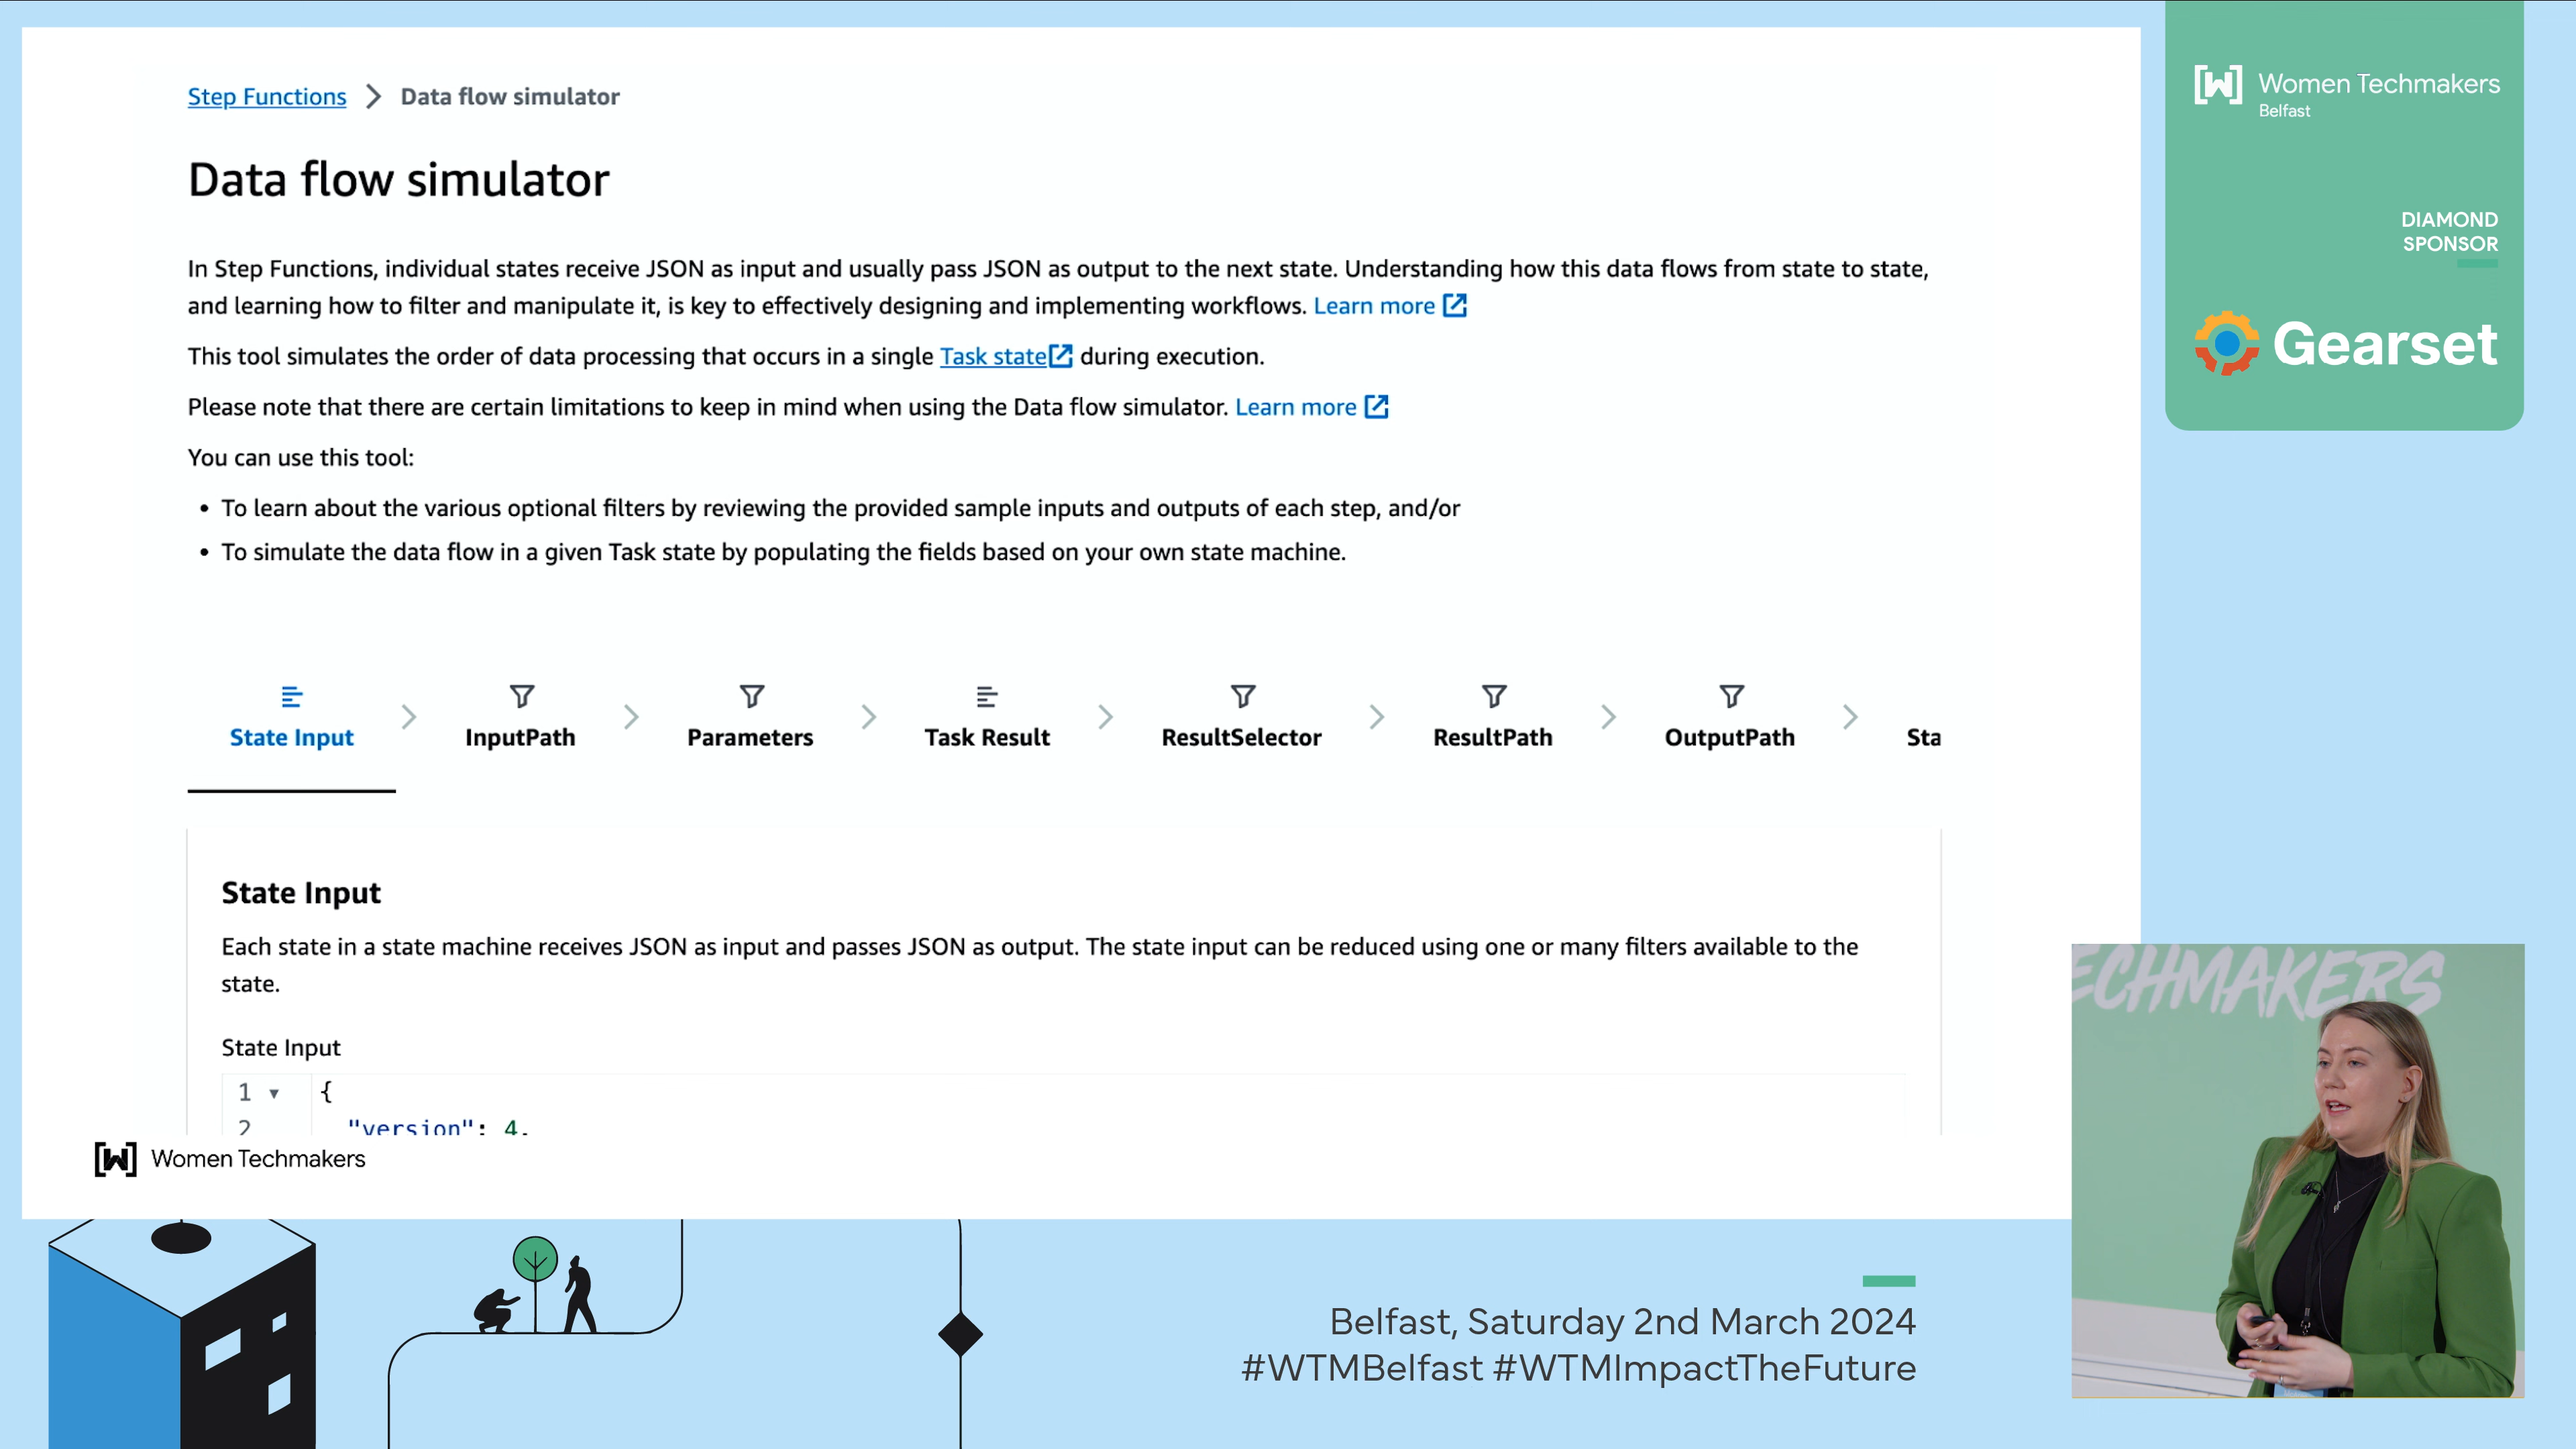 Step Functions > Data flow simulator
Data flow simulator
In Step Functions, individual states receive JSON as input and usually pass JSON as output to the next state. Understanding how this data flows from state to state,
and learning how to filter and manipulate it, is key to effectively designing and implementing workflows. Learn more
This tool simulates the order of data processing that occurs in a single Task state during execution.
Please note that there are certain limitations to keep in mind when using the Data flow simulator. Learn more
You can use this tool:
• To learn about the various optional filters by reviewing the provided sample inputs and outputs of each step, and/or
• To simulate the data flow in a given Task state by populating the fields based on your own state machine.
State Input > InputPath > Parameters > Task Result > ResultSelector > ResultPath > OutputPath > Sta
State Input
Each state in a state machine receives JSON as input and passes JSON as output. The state input can be reduced using one or many filters available to the
state.
State Input
1 {
2 "version": 4,
Women Techmakers
Women Techmakers
Belfast
DIAMOND
SPONSOR
Gearset
ECHMAKERS
Belfast, Saturday 2nd March 2024
#WTMBelfast #WTMImpactTheFuture